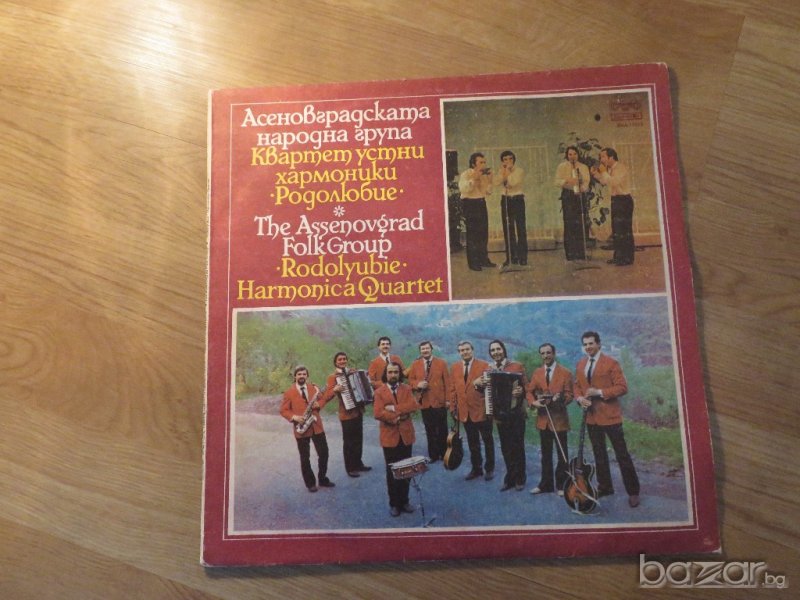 Асеновградската
народна група
Квартет устни
хармоники
·Родолюбие·
*
The Assenovgrad
Folk Group
·Rodolyubie·
Harmonica Quartet
bazar.bg